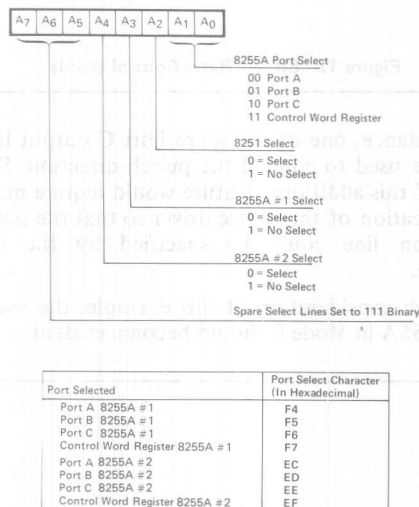 A7 A6 A5 A4 A3 A2 A1 A0
8255A Port Select
00 Port A
01 Port B
10 Port C
11 Control Word Register
8251 Select
0 = Select
1 = No Select
8255A #1 Select
0 = Select
1 = No Select
8255A #2 Select
0 = Select
1 = No Select
Spare Select Lines Set to 111 Binary
Port Selected Port Select Character
(In Hexadecimal)
Port A 8255A #1 F4
Port B 8255A #1 F5
Port C 8255A #1 F6
Control Word Register 8255A #1 F7
Port A 8255A #2 EC
Port B 8255A #2 ED
Port C 8255A #2 EE
Control Word Register 8255A #2 EF